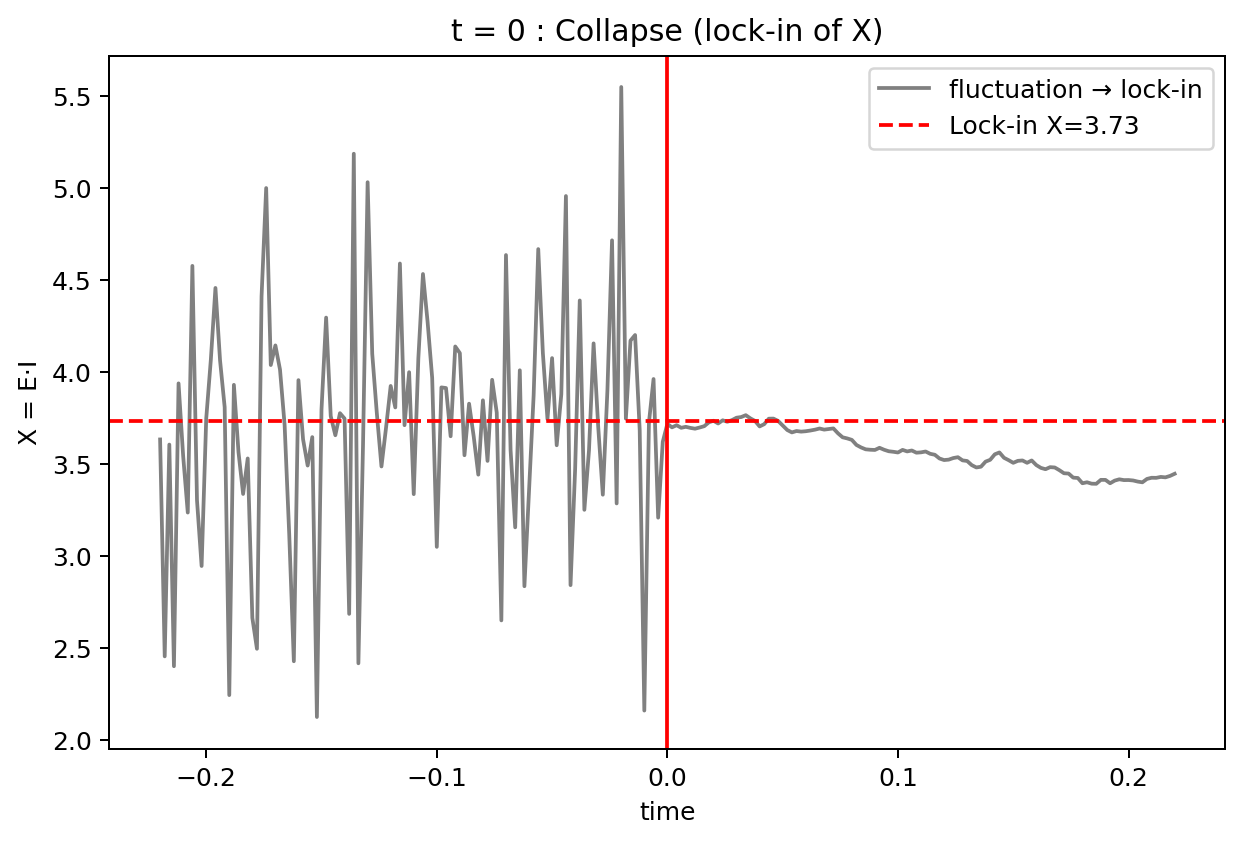 t = 0 : Collapse (lock-in of X)
fluctuation → lock-in
Lock-in X=3.73
X = E·I
5.5
5.0
4.5
4.0
3.5
3.0
2.5
2.0
−0.2
−0.1
0.0
0.1
0.2
time